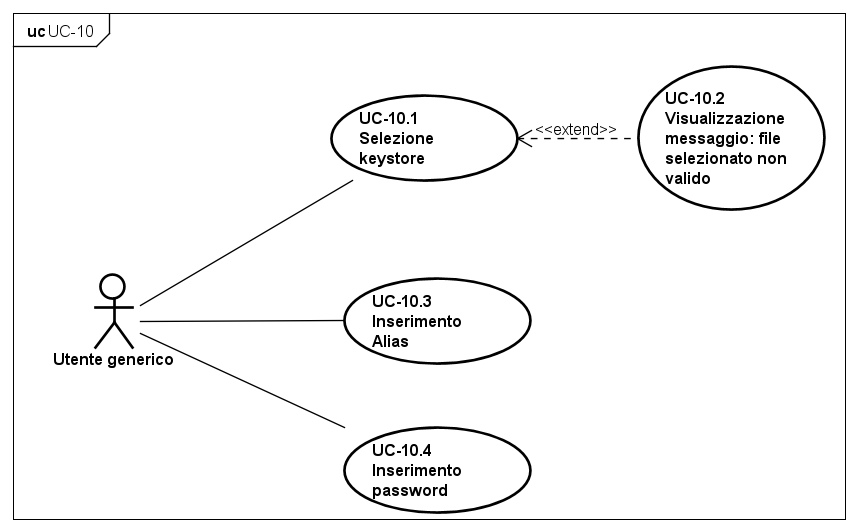 uc UC-10
UC-10.1
Selezione
keystore
<<extend>>
UC-10.2
Visualizzazione
messaggio: file
selezionato non
valido
Utente generico
UC-10.3
Inserimento
Alias
UC-10.4
Inserimento
password